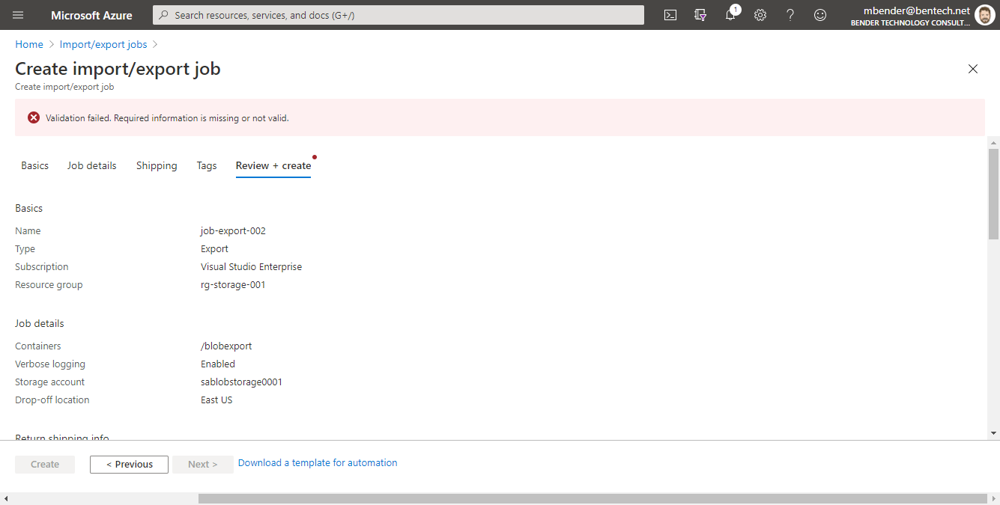 Microsoft Azure
Search resources, services, and docs (G+/)
1
mbender@bentech.net
BENDER TECHNOLOGY CONSULT...
Home > Import/export jobs >
Create import/export job
Create import/export job
Validation failed. Required information is missing or not valid.
Basics Job details Shipping Tags Review + create
Basics
Name job-export-002
Type Export
Subscription Visual Studio Enterprise
Resource group rg-storage-001
Job details
Containers /blobexport
Verbose logging Enabled
Storage account sablobstorage0001
Drop-off location East US
Return shipping info
Create < Previous Next > Download a template for automation